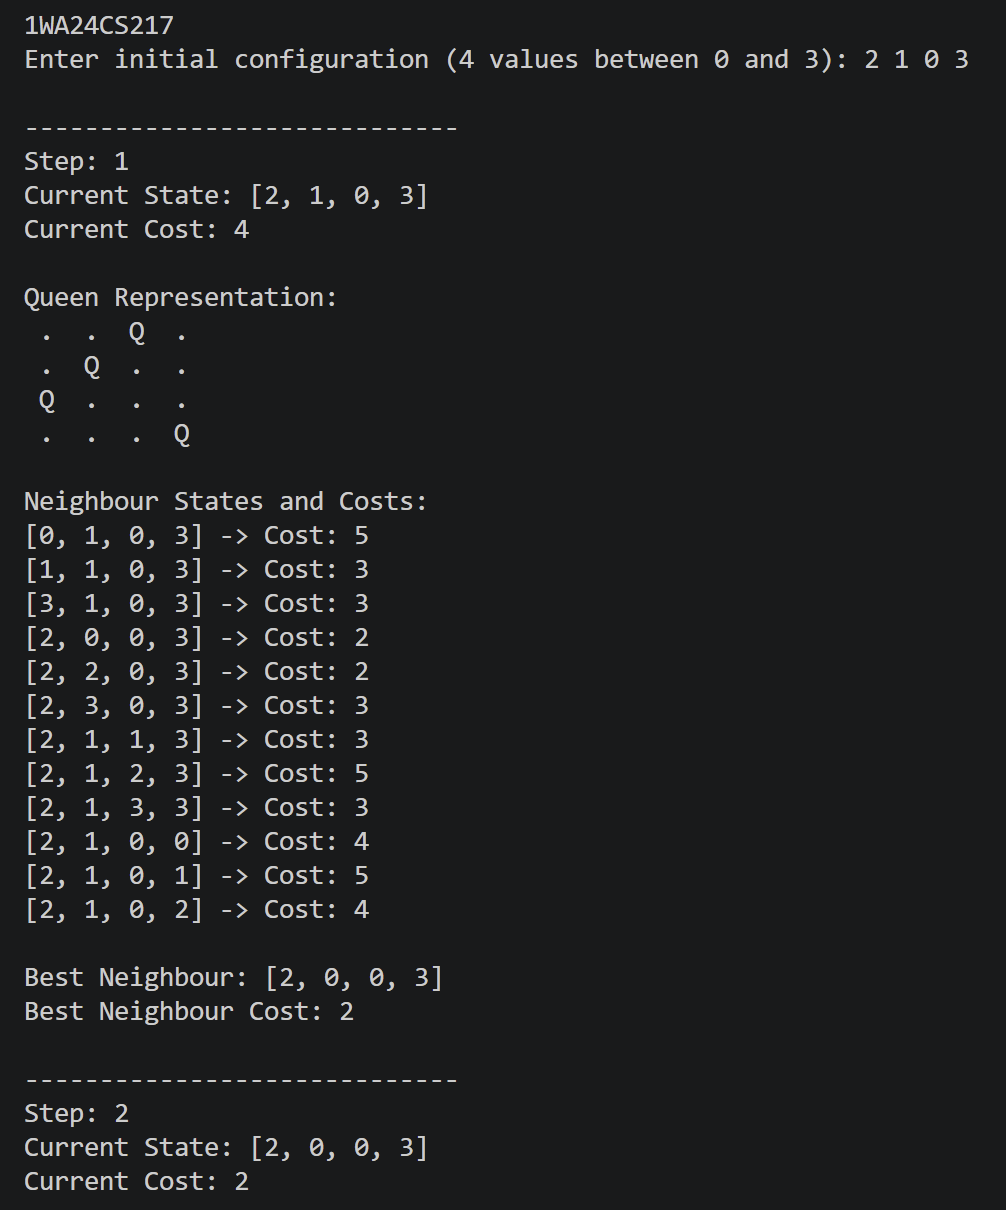 1WA24CS217
Enter initial configuration (4 values between 0 and 3): 2 1 0 3
-----------------------------
Step: 1
Current State: [2, 1, 0, 3]
Current Cost: 4
Queen Representation:
. . Q .
. Q . .
Q . . .
. . . Q
Neighbour States and Costs:
[0, 1, 0, 3] -> Cost: 5
[1, 1, 0, 3] -> Cost: 3
[3, 1, 0, 3] -> Cost: 3
[2, 0, 0, 3] -> Cost: 2
[2, 2, 0, 3] -> Cost: 2
[2, 3, 0, 3] -> Cost: 3
[2, 1, 1, 3] -> Cost: 3
[2, 1, 2, 3] -> Cost: 5
[2, 1, 3, 3] -> Cost: 3
[2, 1, 0, 0] -> Cost: 4
[2, 1, 0, 1] -> Cost: 5
[2, 1, 0, 2] -> Cost: 4
Best Neighbour: [2, 0, 0, 3]
Best Neighbour Cost: 2
-----------------------------
Step: 2
Current State: [2, 0, 0, 3]
Current Cost: 2